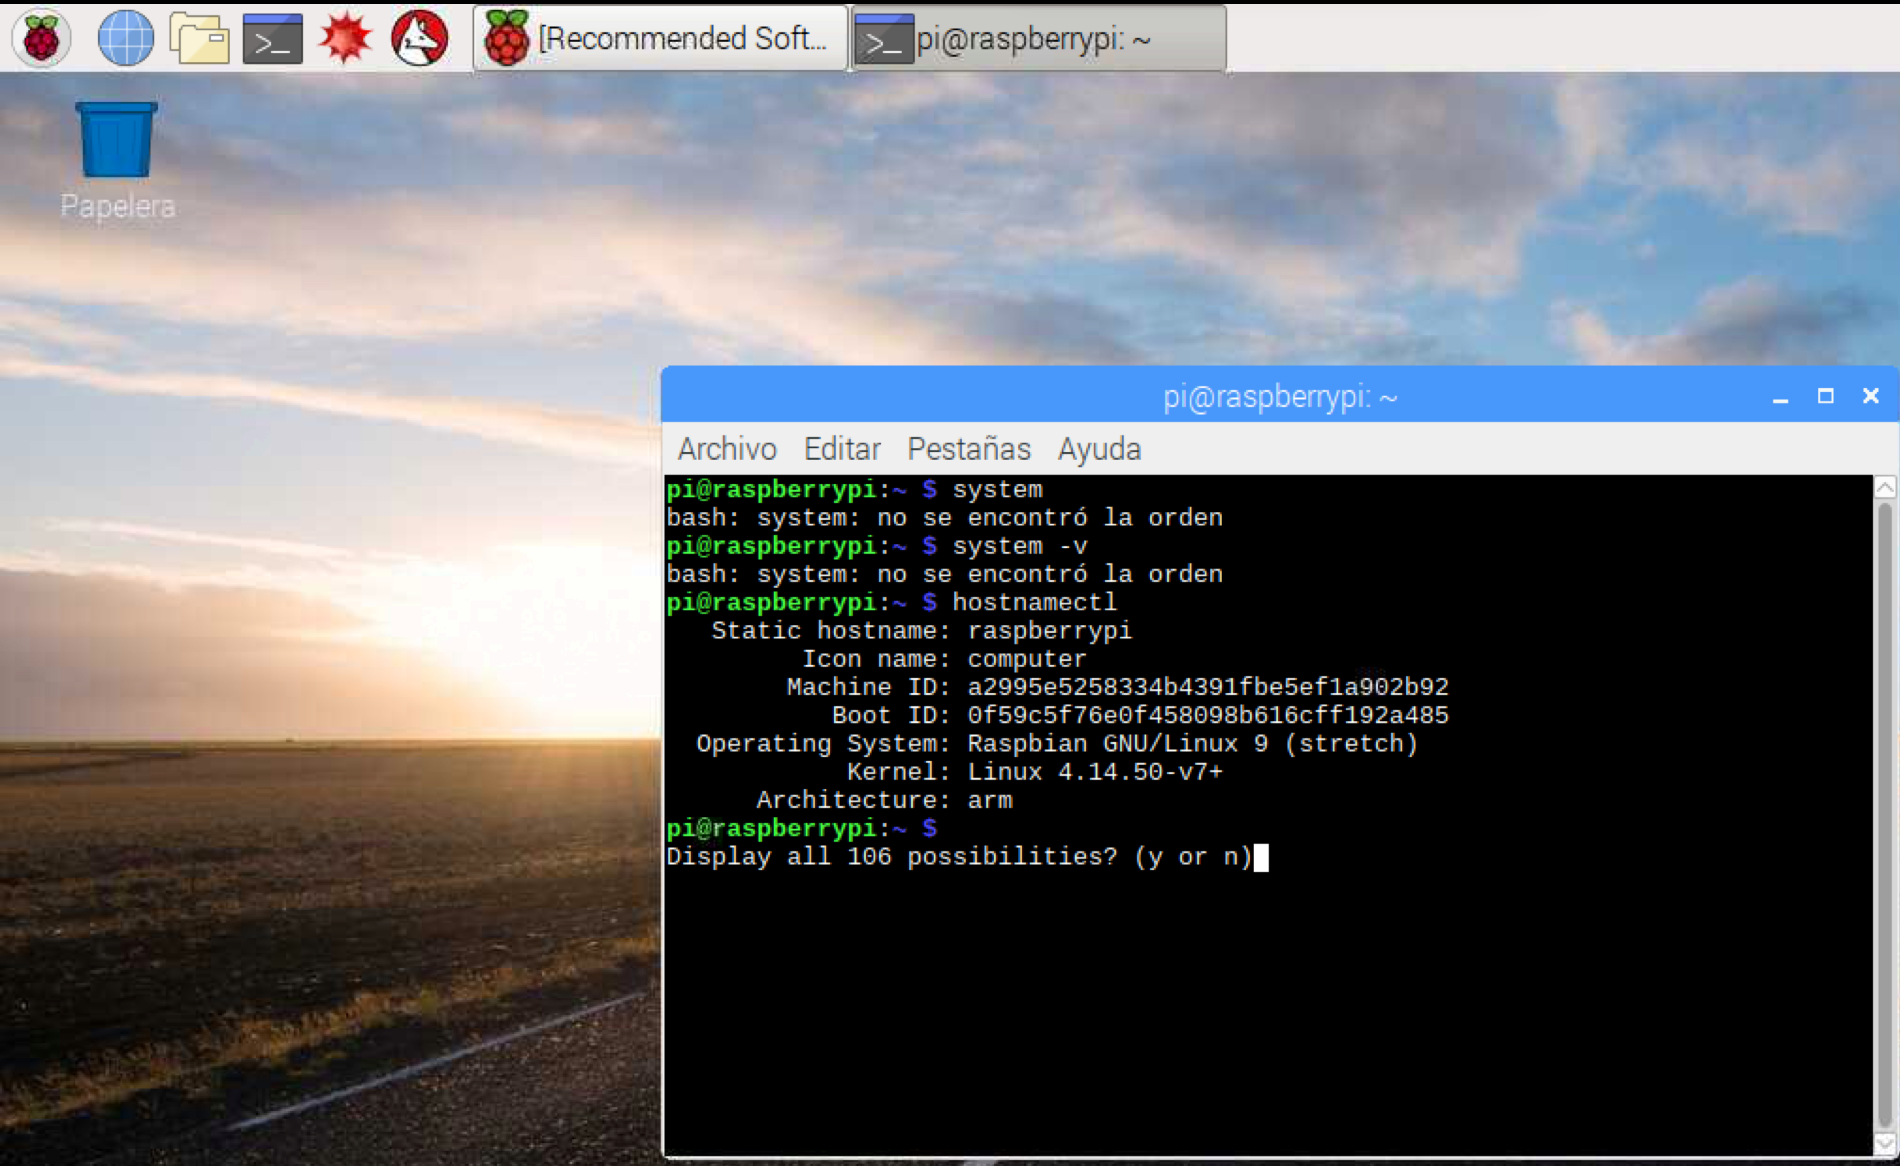 [Recommended Soft...
pi@raspberrypi: ~
Papelera
pi@raspberrypi: ~
Archivo Editar Pestañas Ayuda
pi@raspberrypi:~ $ system
bash: system: no se encontró la orden
pi@raspberrypi:~ $ system -v
bash: system: no se encontró la orden
pi@raspberrypi:~ $ hostnamectl
Static hostname: raspberrypi
Icon name: computer
Machine ID: a2995e5258334b4391fbe5ef1a902b92
Boot ID: 0f59c5f76e0f458098b616cff192a485
Operating System: Raspbian GNU/Linux 9 (stretch)
Kernel: Linux 4.14.50-v7+
Architecture: arm
pi@raspberrypi:~ $
Display all 106 possibilities? (y or n)